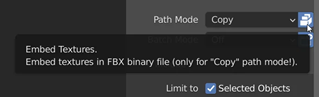 Path Mode Copy
Embed Textures.
Embed textures in FBX binary file (only for "Copy" path mode!).
Limit to Selected Objects